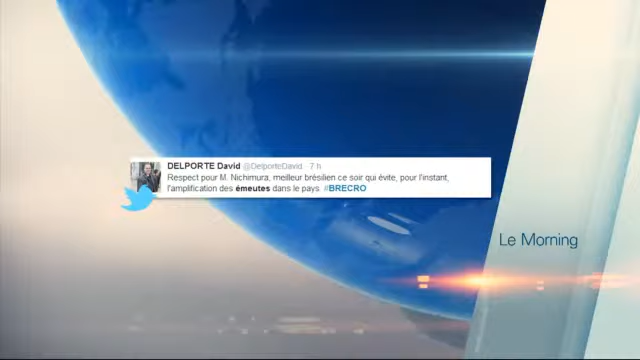 DELPORTE David @DelporteDavid · 7 h
Respect pour M. Nichimura, meilleur brésilien ce soir qui évite, pour l'instant,
l'amplification des émeutes dans le pays #BRECRO
Le Morning